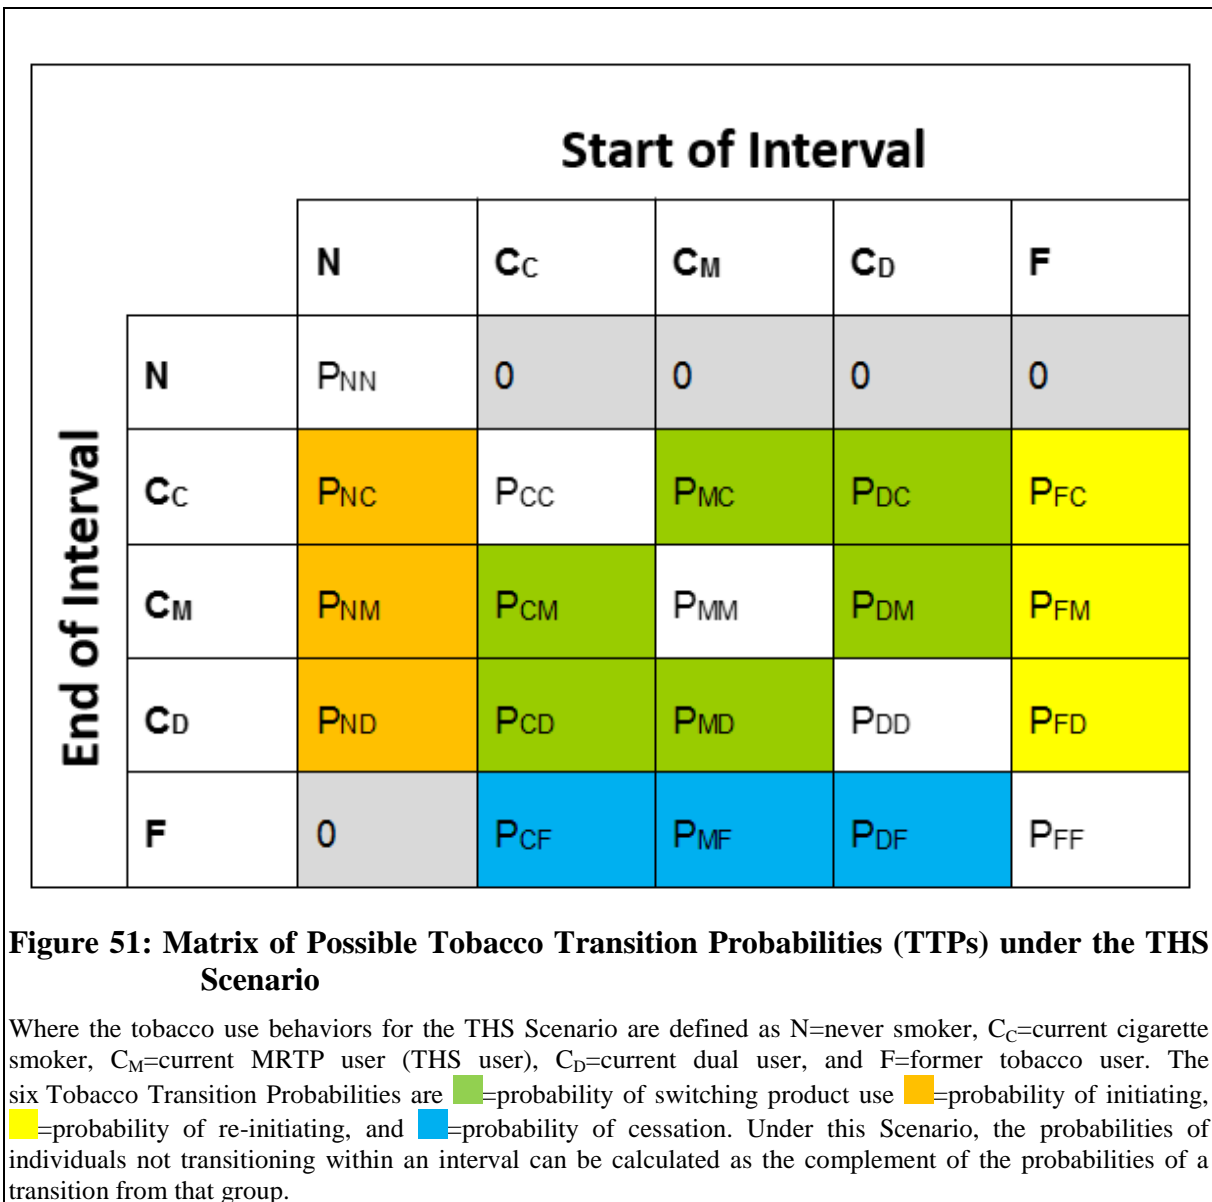 Start of Interval
N CC CM CD F
End of Interval
N PNN 0 0 0 0
CC PNC PCC PMC PDC PFC
CM PNM PCM PMM PDM PFM
CD PND PCD PMD PDD PFD
F 0 PCF PMF PDF PFF
Figure 51: Matrix of Possible Tobacco Transition Probabilities (TTPs) under the THS
Scenario
Where the tobacco use behaviors for the THS Scenario are defined as N=never smoker, CC=current cigarette
smoker, CM=current MRTP user (THS user), CD=current dual user, and F=former tobacco user. The
six Tobacco Transition Probabilities are =probability of switching product use =probability of initiating,
=probability of re-initiating, and =probability of cessation. Under this Scenario, the probabilities of
individuals not transitioning within an interval can be calculated as the complement of the probabilities of a
transition from that group.